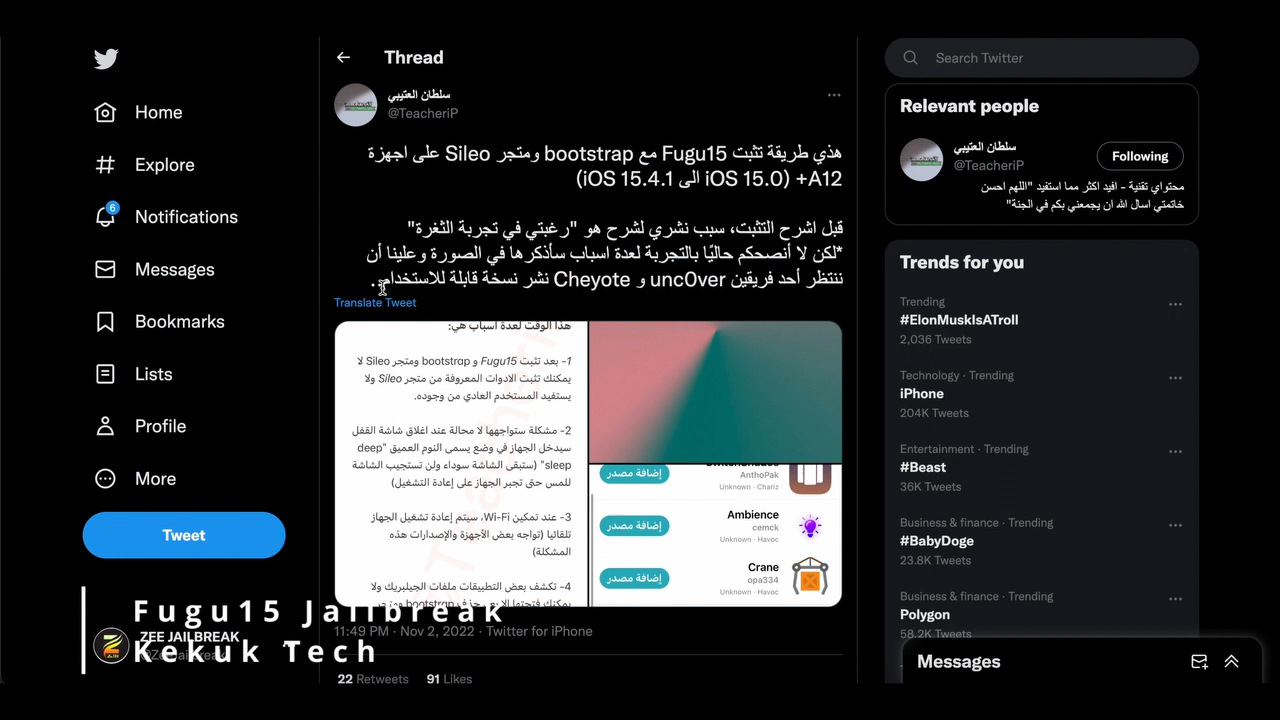 Home
Explore
6
Notifications
Messages
Bookmarks
Lists
Profile
More
Tweet
ZEE JAILBREAK
Fugu15 Jailbreak
Kekuk Tech
Thread
سلطان العتيبي
@TeacheriP
هذي طريقة تثبت Fugu15 مع bootstrap ومتجر Sileo على اجهزة
A12+ (iOS 15.0 الى iOS 15.4.1)
قبل اشرح التثبت، سبب نشري لشرح هو "رغبتي في تجربة الثغرة"
*لكن لا أنصحكم حاليًا بالتجربة لعدة اسباب سأذكرها في الصورة وعلينا أن
ننتظر أحد فريقين unc0ver و Cheyote نشر نسخة قابلة للاستخدام.
Translate Tweet
هذا الوقت لعدة اسباب هي:
1- بعد تثبت Fugu15 و bootstrap ومتجر Sileo لا
يمكنك تثبت الادوات المعروفة من متجر Sileo ولا
يستفيد المستخدم العادي من وجوده.
2- مشكلة ستواجهها لا محالة عند اغلاق شاشة القفل
سيدخل الجهاز في وضع يسمى النوم العميق "deep
sleep" (ستبقى الشاشة سوداء ولن تستجيب الشاشة
للمس حتى تجبر الجهاز على إعادة التشغيل)
3- عند تمكين Wi-Fi، سيتم إعادة تشغيل الجهاز
تلقائيا (تواجه بعض الأجهزة والإصدارات هذه
المشكلة)
4- تكشف بعض التطبيقات ملفات الجيلبريك ولا
إضافة مصدر
AnthoPak
Unknown · Chariz
إضافة مصدر
Ambience
cemck
Unknown · Havoc
إضافة مصدر
Crane
opa334
Unknown · Havoc
11:49 PM · Nov 2, 2022 · Twitter for iPhone
22 Retweets 91 Likes
Search Twitter
Relevant people
سلطان العتيبي
@TeacheriP
Following
محتواي تقنية - افيد اكثر مما استفيد "اللهم احسن
خاتمتي اسأل الله ان يجمعني بكم في الجنة"
Trends for you
Trending
#ElonMuskIsATroll
2,036 Tweets
Technology · Trending
iPhone
204K Tweets
Entertainment · Trending
#Beast
36K Tweets
Business & finance · Trending
#BabyDoge
23.8K Tweets
Business & finance · Trending
Polygon
58.2K Tweets
Messages